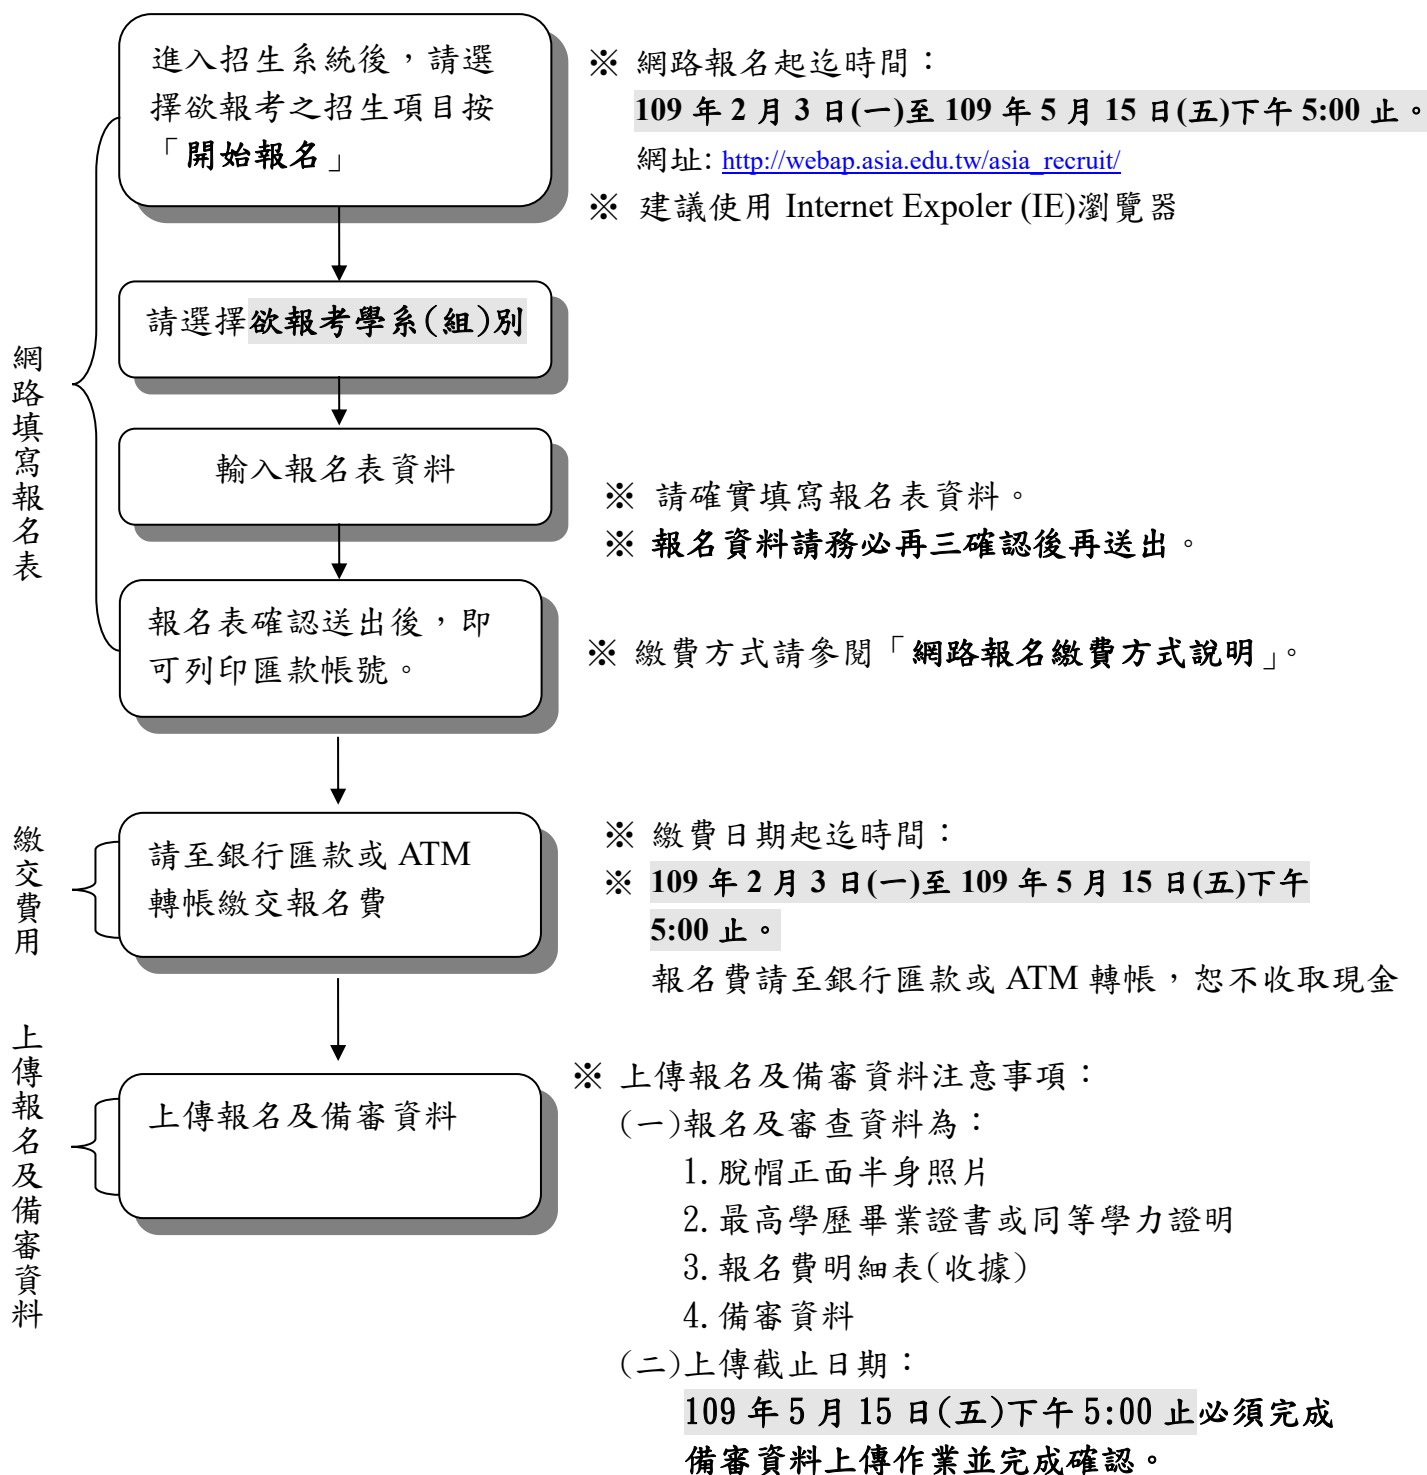 進入招生系統後，請選
擇欲報考之招生項目按
「開始報名」
※ 網路報名起迄時間：
109 年 2 月 3 日(一)至 109 年 5 月 15 日(五)下午 5:00 止。
網址: http://webap.asia.edu.tw/asia_recruit/
※ 建議使用 Internet Expoler (IE)瀏覽器
請選擇欲報考學系(組)別
網路填寫報名表
輸入報名表資料
※ 請確實填寫報名表資料。
※ 報名資料請務必再三確認後再送出。
報名表確認送出後，即
可列印匯款帳號。
※ 繳費方式請參閱「網路報名繳費方式說明」。
繳交費用
請至銀行匯款或 ATM
轉帳繳交報名費
※ 繳費日期起迄時間：
※ 109 年 2 月 3 日(一)至 109 年 5 月 15 日(五)下午
5:00 止。
報名費請至銀行匯款或 ATM 轉帳，恕不收取現金
上傳報名及備審資料
上傳報名及備審資料
※ 上傳報名及備審資料注意事項：
(一)報名及審查資料為：
1.脫帽正面半身照片
2.最高學歷畢業證書或同等學力證明
3.報名費明細表(收據)
4.備審資料
(二)上傳截止日期：
109 年 5 月 15 日(五)下午 5:00 止必須完成
備審資料上傳作業並完成確認。